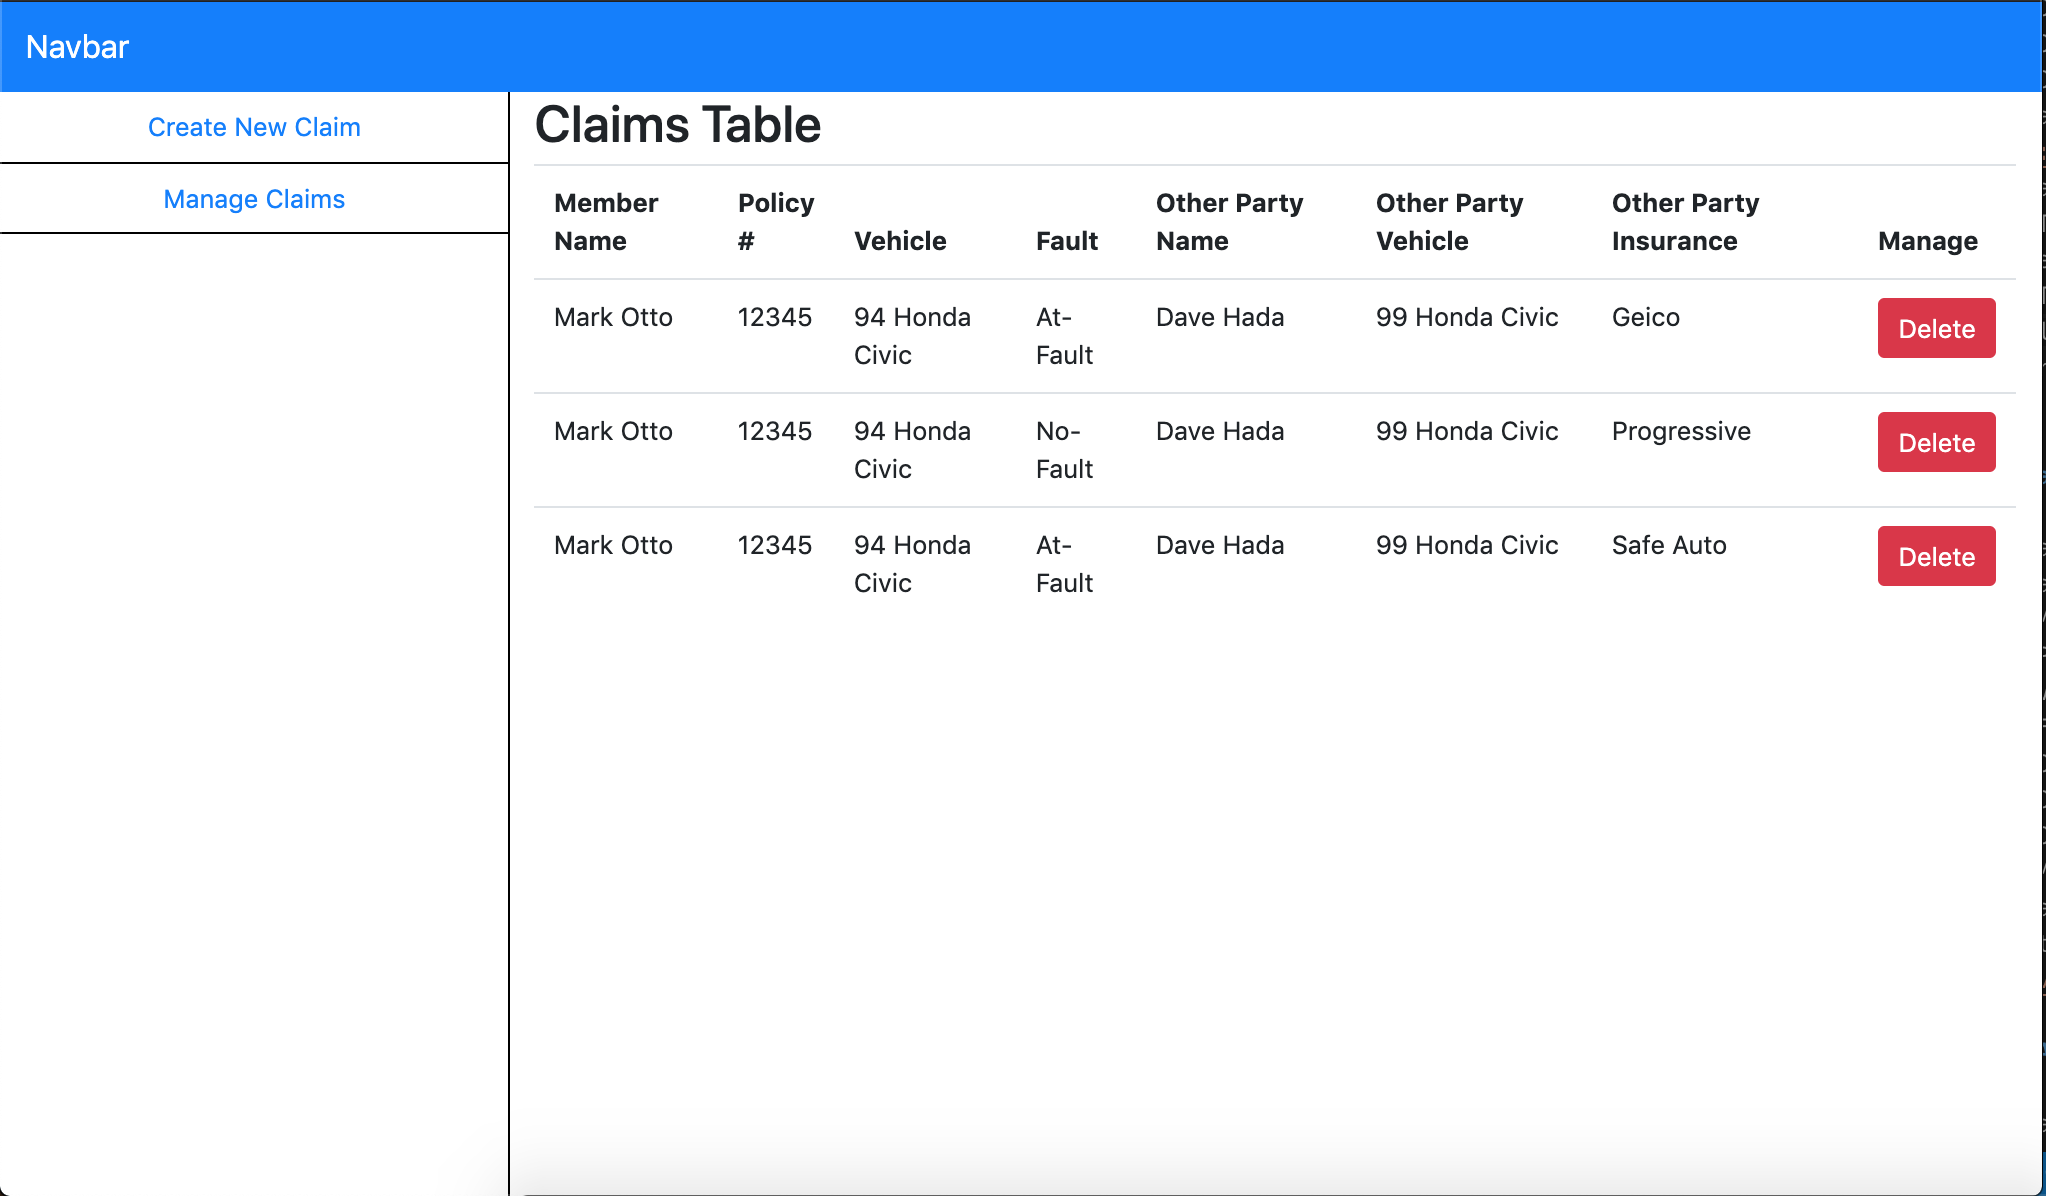 Navbar
Create New Claim
Manage Claims
Claims Table
Member Name Policy # Vehicle Fault Other Party Name Other Party Vehicle Other Party Insurance Manage
Mark Otto 12345 94 Honda Civic At-Fault Dave Hada 99 Honda Civic Geico Delete
Mark Otto 12345 94 Honda Civic No-Fault Dave Hada 99 Honda Civic Progressive Delete
Mark Otto 12345 94 Honda Civic At-Fault Dave Hada 99 Honda Civic Safe Auto Delete